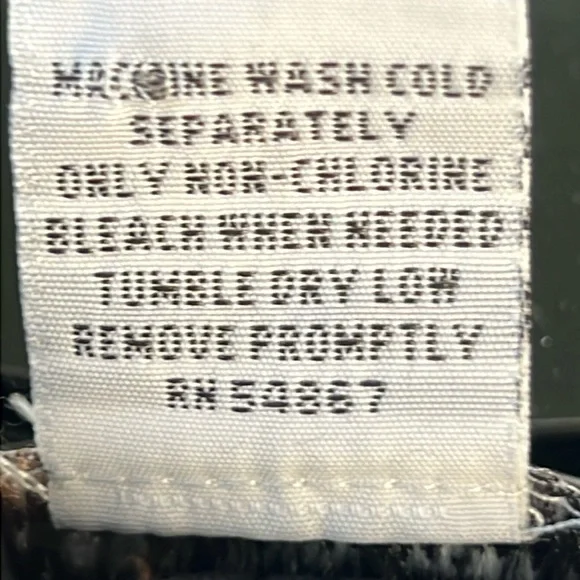 MACHINE WASH COLD
SEPARATELY
ONLY NON-CHLORINE
BLEACH WHEN NEEDED
TUMBLE DRY LOW
REMOVE PROMPTLY
RN 54867